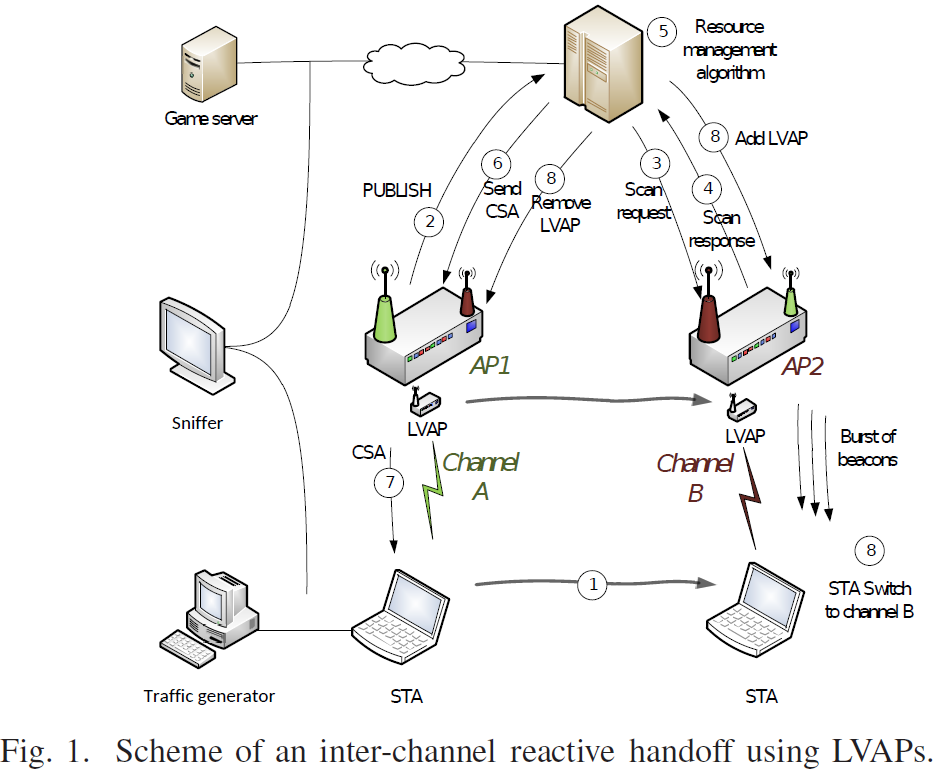 5
Resource
management
algorithm
Game server
8
Add LVAP
6
Send
CSA
8
Remove
LVAP
3
Scan
request
4
Scan
response
PUBLISH
2
AP1
AP2
Sniffer
LVAP
LVAP
CSA
7
Channel
A
Channel
B
Burst of
beacons
8
STA Switch
to channel B
1
Traffic generator
STA
STA
Fig. 1. Scheme of an inter-channel reactive handoff using LVAPs.